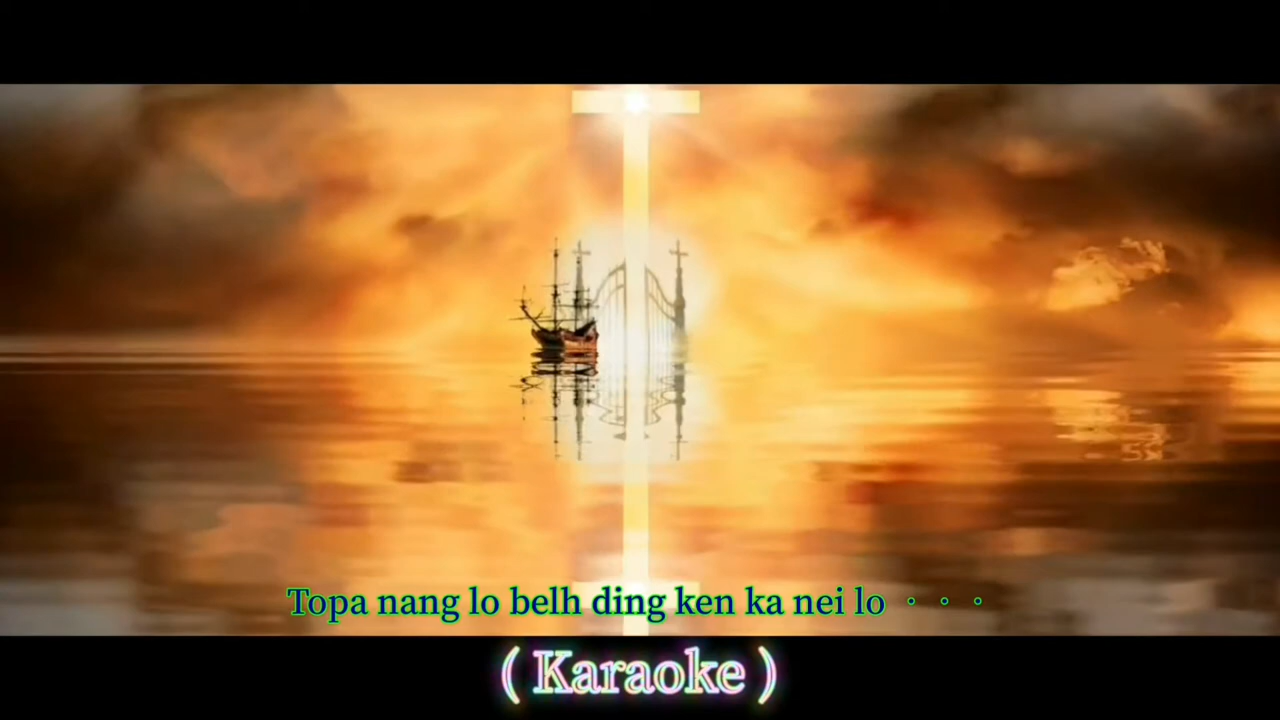 Topa nang lo belh ding ken ka nei lo · · ·
( Karaoke )